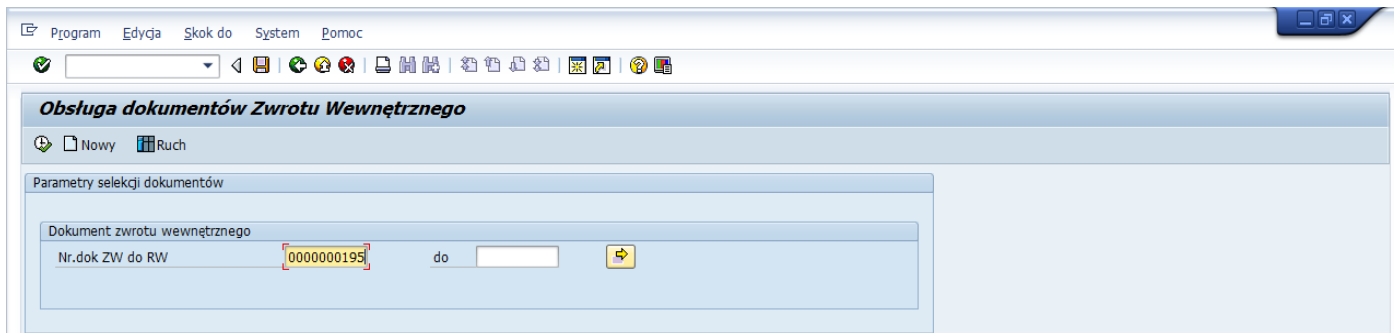 Program Edycja Skok do System Pomoc
Obsługa dokumentów Zwrotu Wewnętrznego
Nowy Ruch
Parametry selekcji dokumentów
Dokument zwrotu wewnętrznego
Nr.dok ZW do RW 0000000195 do